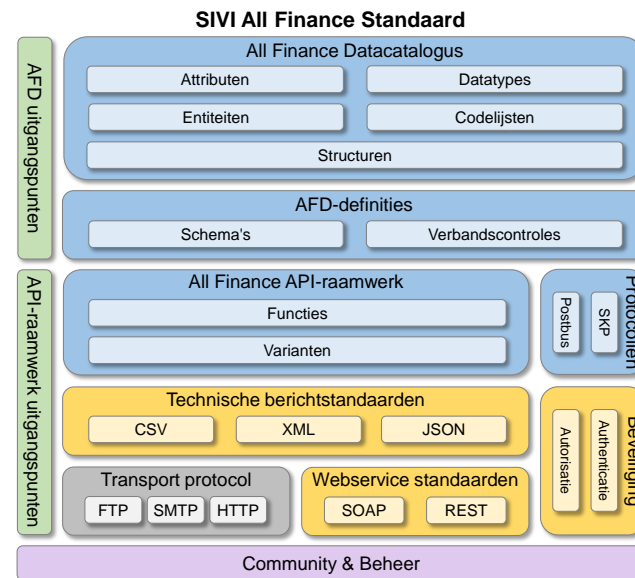 SIVI All Finance Standaard
AFD uitgangspunten
All Finance Datacatalogus
Attributen
Datatypes
Entiteiten
Codelijsten
Structuren
AFD-definities
Schema's
Verbandscontroles
API-raamwerk uitgangspunten
All Finance API-raamwerk
Functies
Varianten
Protocollen
Postbus
SKP
Technische berichtstandaarden
CSV
XML
JSON
Beveiliging
Autorisatie
Authenticatie
Transport protocol
FTP
SMTP
HTTP
Webservice standaarden
SOAP
REST
Community & Beheer